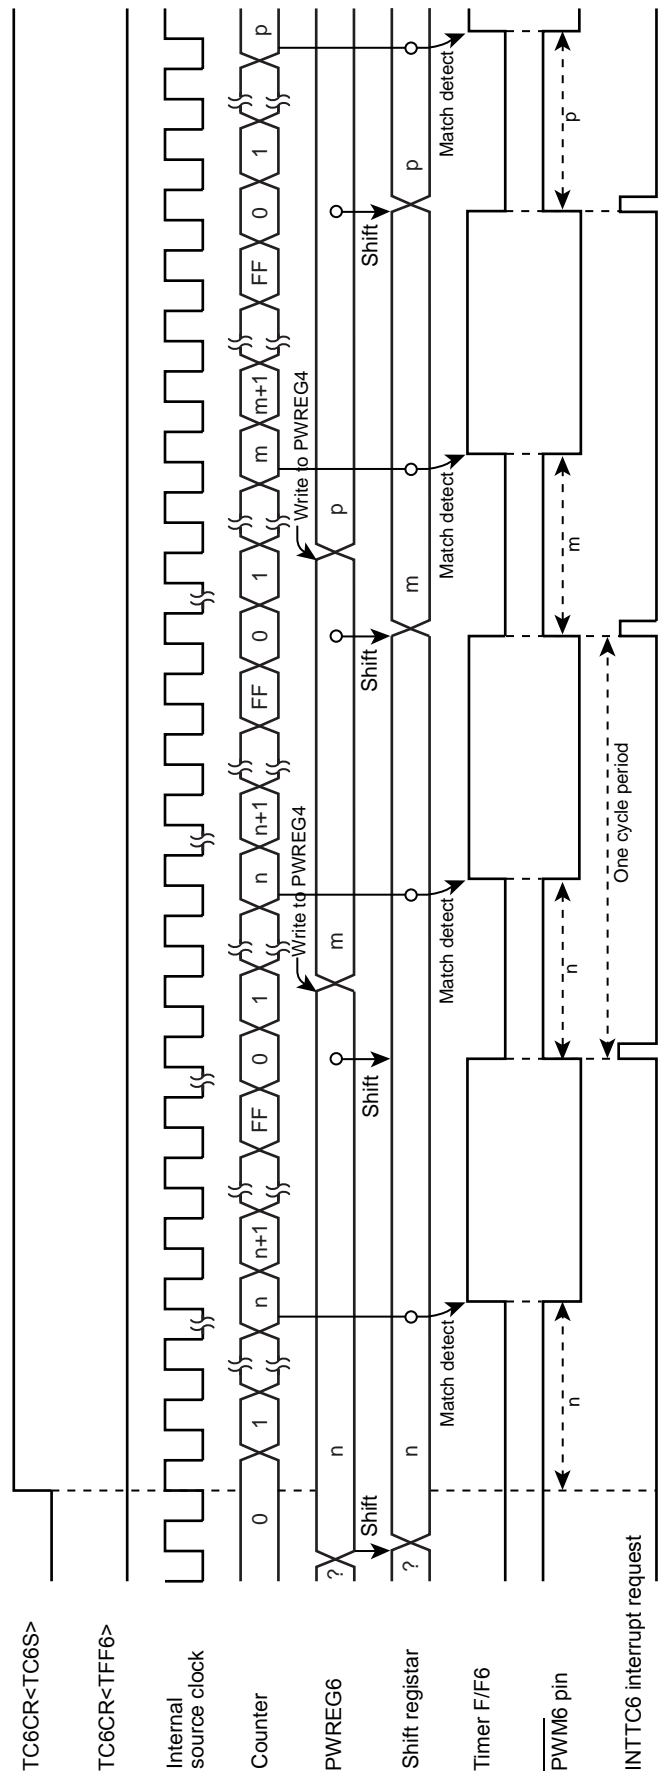 TC6CR<TC6S>
TC6CR<TFF6>
Internal
source clock
Counter
0 1 n n+1 FF 0 1 n n+1 FF 0 1 m m+1 FF 0 1 p
Write to PWREG4
Write to PWREG4
PWREG6
? n m p
Shift
Shift
Shift
Shift
Shift registar
? n m p
Match detect
Match detect
Match detect
Match detect
Timer F/F6
PWM6 pin
n n m p
One cycle period
INTTC6 interrupt request